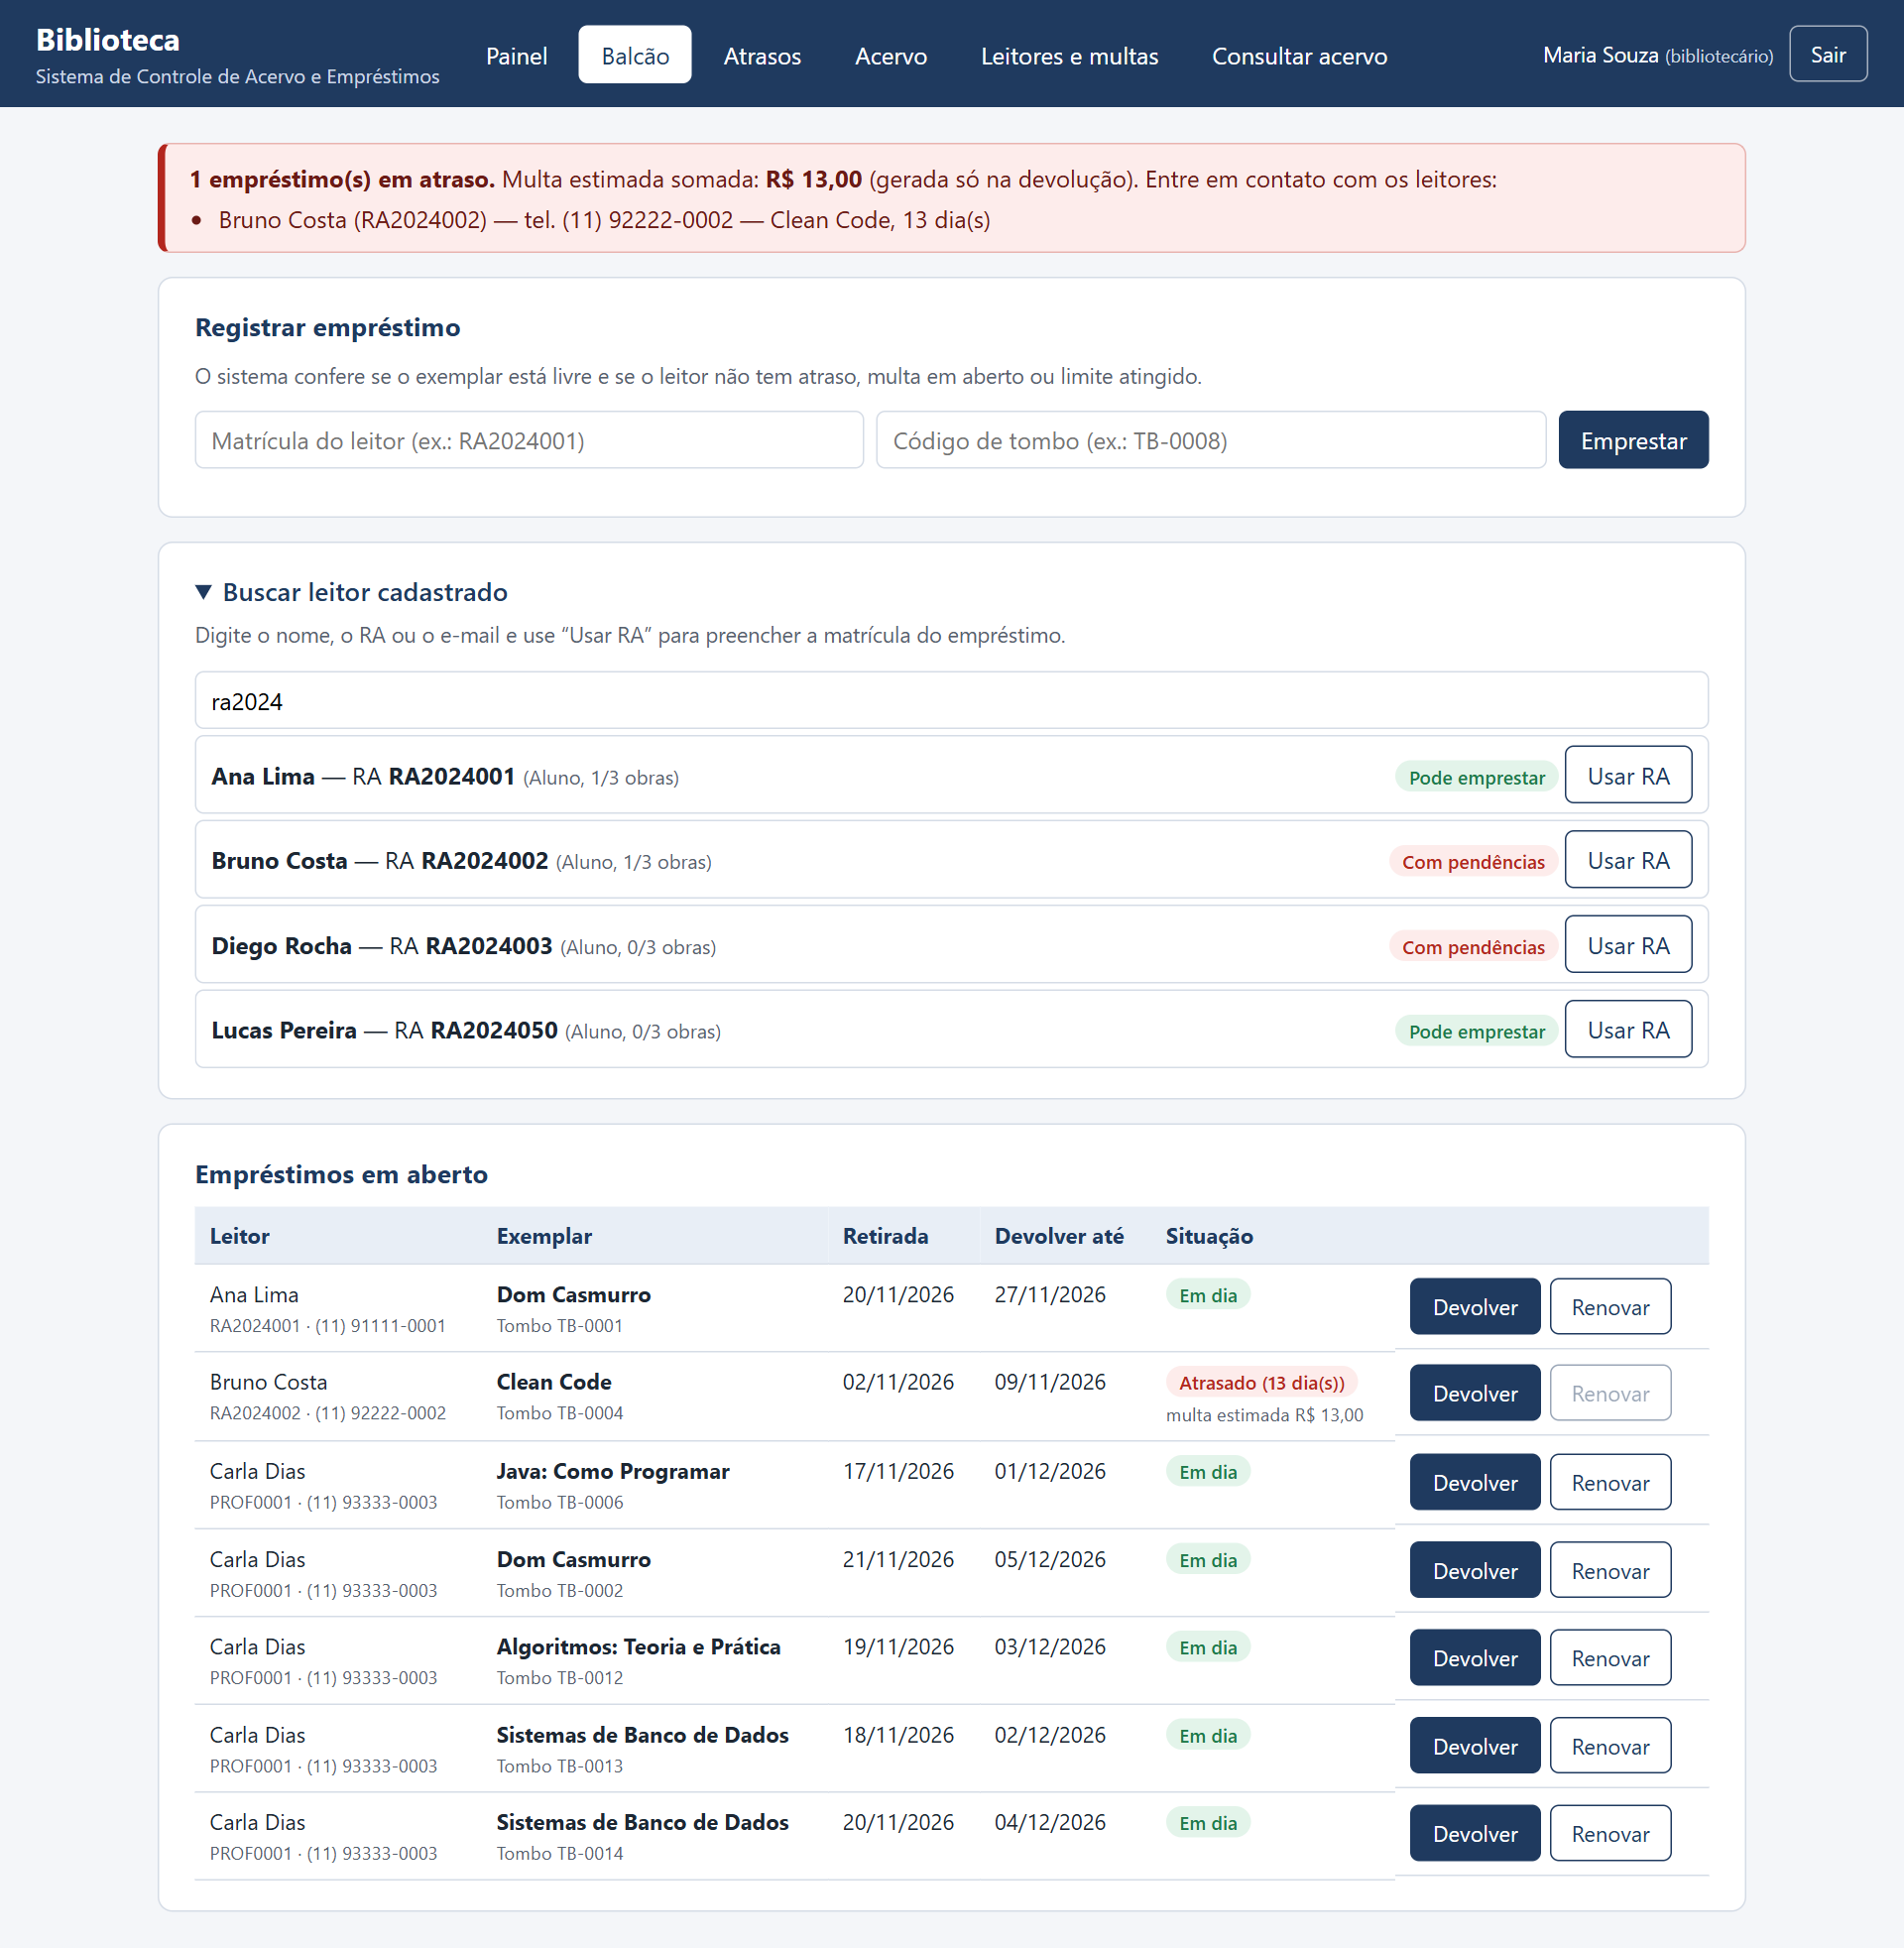 Biblioteca
Sistema de Controle de Acervo e Empréstimos
Painel
Balcão
Atrasos
Acervo
Leitores e multas
Consultar acervo
Maria Souza (bibliotecário)
Sair
1 empréstimo(s) em atraso. Multa estimada somada: R$ 13,00 (gerada só na devolução). Entre em contato com os leitores:
• Bruno Costa (RA2024002) — tel. (11) 92222-0002 — Clean Code, 13 dia(s)
Registrar empréstimo
O sistema confere se o exemplar está livre e se o leitor não tem atraso, multa em aberto ou limite atingido.
Matrícula do leitor (ex.: RA2024001)
Código de tombo (ex.: TB-0008)
Emprestar
▼ Buscar leitor cadastrado
Digite o nome, o RA ou o e-mail e use “Usar RA” para preencher a matrícula do empréstimo.
ra2024
Ana Lima — RA RA2024001 (Aluno, 1/3 obras) Pode emprestar Usar RA
Bruno Costa — RA RA2024002 (Aluno, 1/3 obras) Com pendências Usar RA
Diego Rocha — RA RA2024003 (Aluno, 0/3 obras) Com pendências Usar RA
Lucas Pereira — RA RA2024050 (Aluno, 0/3 obras) Pode emprestar Usar RA
Empréstimos em aberto
Leitor Exemplar Retirada Devolver até Situação
Ana Lima Dom Casmurro 20/11/2026 27/11/2026 Em dia Devolver Renovar
RA2024001 · (11) 91111-0001 Tombo TB-0001
Bruno Costa Clean Code 02/11/2026 09/11/2026 Atrasado (13 dia(s)) Devolver Renovar
RA2024002 · (11) 92222-0002 Tombo TB-0004 multa estimada R$ 13,00
Carla Dias Java: Como Programar 17/11/2026 01/12/2026 Em dia Devolver Renovar
PROF0001 · (11) 93333-0003 Tombo TB-0006
Carla Dias Dom Casmurro 21/11/2026 05/12/2026 Em dia Devolver Renovar
PROF0001 · (11) 93333-0003 Tombo TB-0002
Carla Dias Algoritmos: Teoria e Prática 19/11/2026 03/12/2026 Em dia Devolver Renovar
PROF0001 · (11) 93333-0003 Tombo TB-0012
Carla Dias Sistemas de Banco de Dados 18/11/2026 02/12/2026 Em dia Devolver Renovar
PROF0001 · (11) 93333-0003 Tombo TB-0013
Carla Dias Sistemas de Banco de Dados 20/11/2026 04/12/2026 Em dia Devolver Renovar
PROF0001 · (11) 93333-0003 Tombo TB-0014